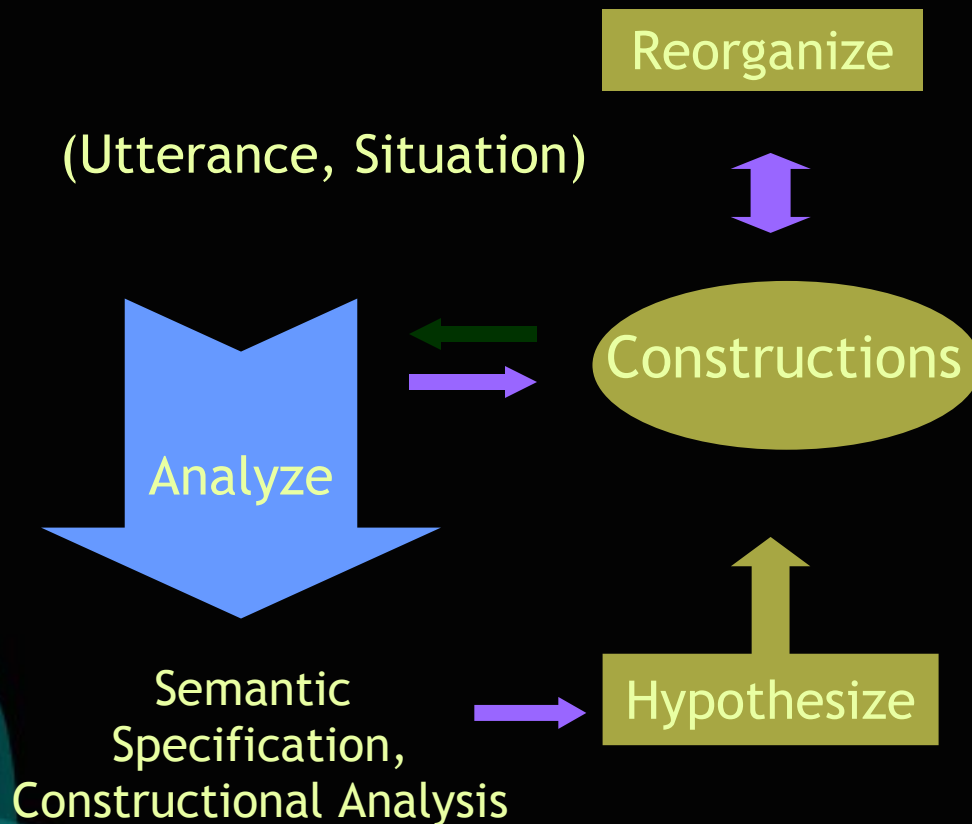 Reorganize
(Utterance, Situation)
Constructions
Analyze
Semantic
Specification,
Constructional Analysis
Hypothesize